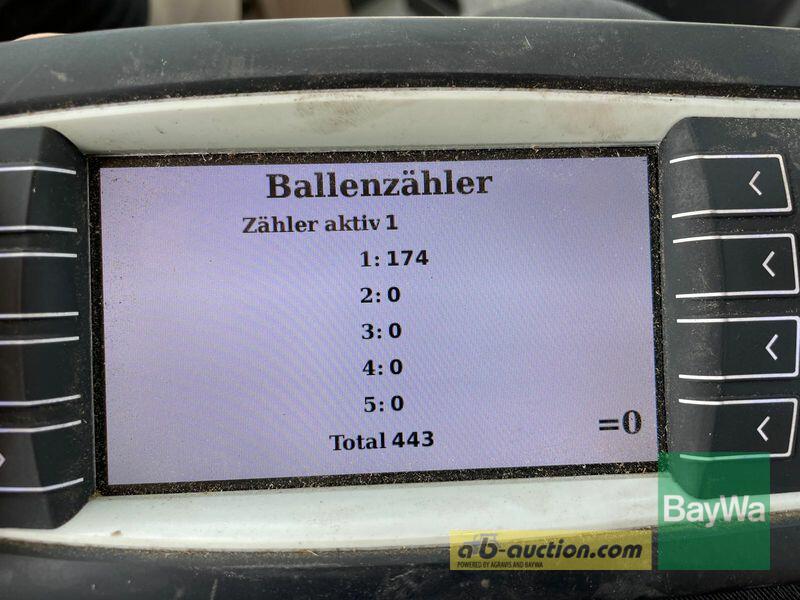 Ballenzähler
Zähler aktiv 1
1: 174
2: 0
3: 0
4: 0
5: 0
=0
Total 443
BayWa
ab-auction.com
POWERED BY AGRAVIS AND BAYWA